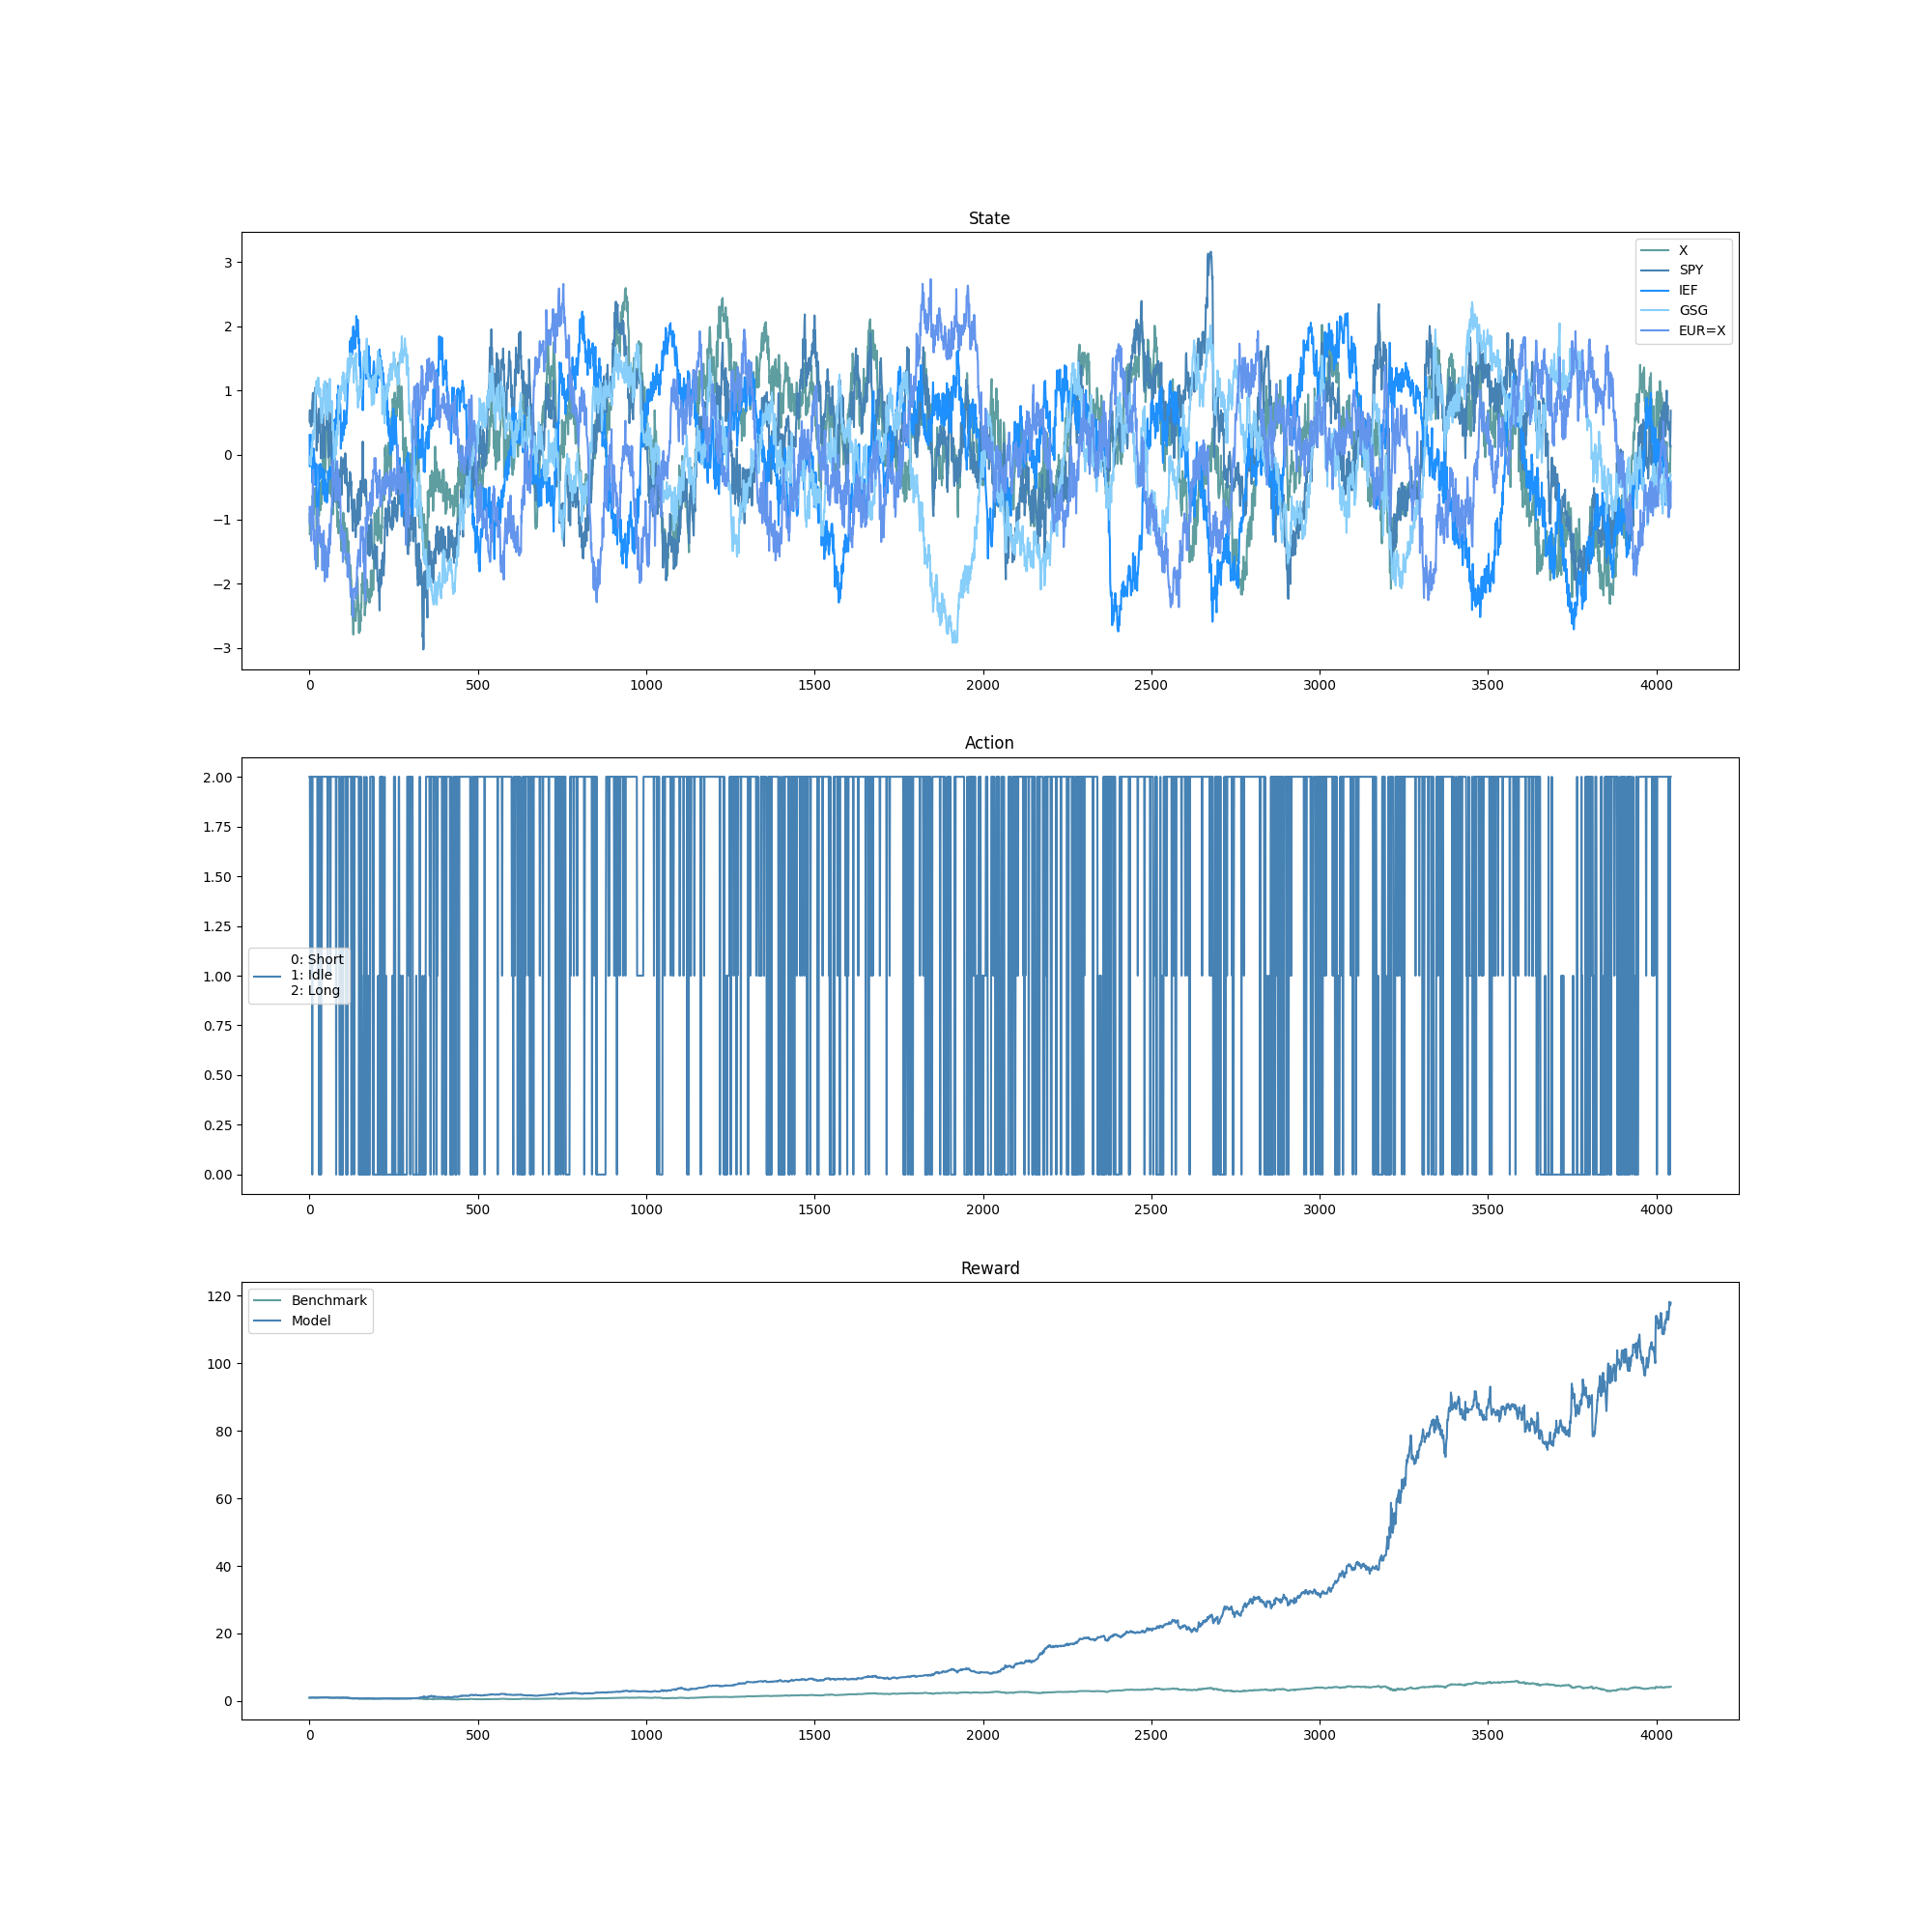 State
3
2
1
0
−1
−2
−3
X
SPY
IEF
GSG
EUR=X
0 500 1000 1500 2000 2500 3000 3500 4000
Action
2.00
1.75
1.50
1.25
1.00
0.75
0.50
0.25
0.00
0: Short
1: Idle
2: Long
0 500 1000 1500 2000 2500 3000 3500 4000
Reward
120
100
80
60
40
20
0
Benchmark
Model
0 500 1000 1500 2000 2500 3000 3500 4000